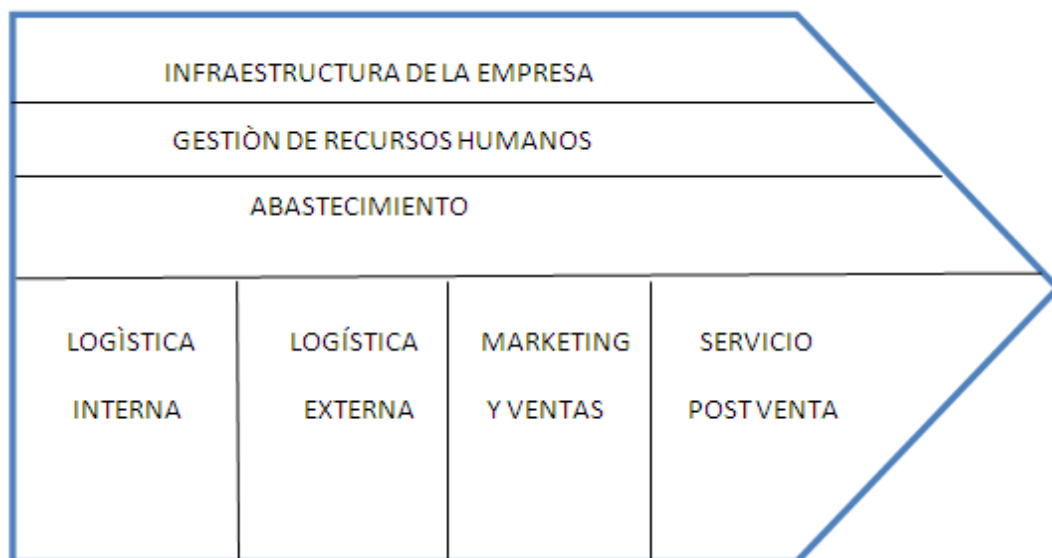 INFRAESTRUCTURA DE LA EMPRESA
GESTIÒN DE RECURSOS HUMANOS
ABASTECIMIENTO
LOGÌSTICA
INTERNA
LOGÍSTICA
EXTERNA
MARKETING
Y VENTAS
SERVICIO
POST VENTA